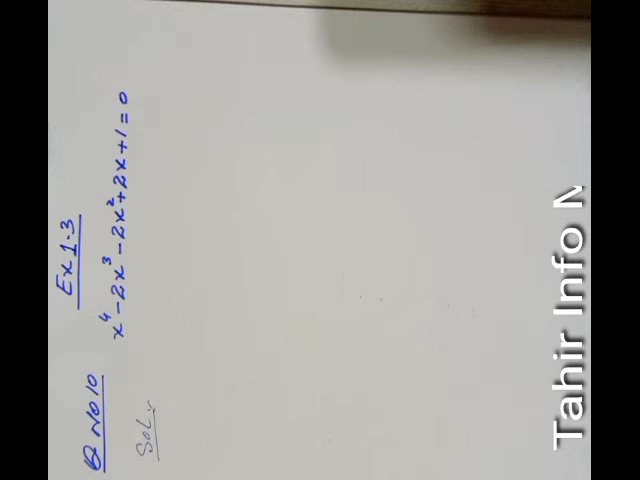 Ex 1.3
Q No 10
x⁴-2x³-2x²+2x+1=0
Sol
Tahir Info